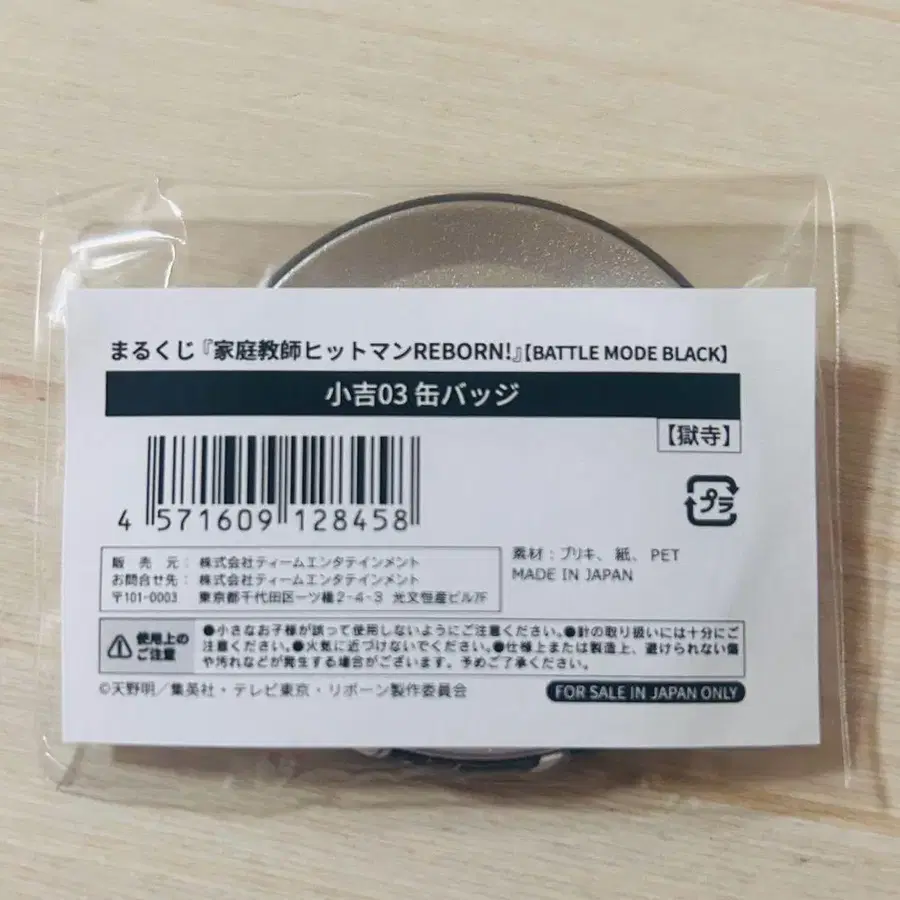 まるくじ『家庭教師ヒットマンREBORN!』【BATTLE MODE BLACK】
小吉03 缶バッジ
【獄寺】
4 571609 128458
プラ
販 売 元： 株式会社ティームエンタテインメント
お問合せ先： 株式会社ティームエンタテインメント
〒101-0003 東京都千代田区一ツ橋2-4-3 光文恒産ビル7F
素材：ブリキ、紙、PET
MADE IN JAPAN
使用上の
ご注意
●小さなお子様が誤って使用しないようにご注意ください。●針の取り扱いには十分にご
注意ください。●火気に近づけないでください。●仕様上または製造上、避けられない傷
や汚れなどが発生する場合がございます。予めご了承ください。
©天野明／集英社・テレビ東京・リボーン製作委員会
FOR SALE IN JAPAN ONLY